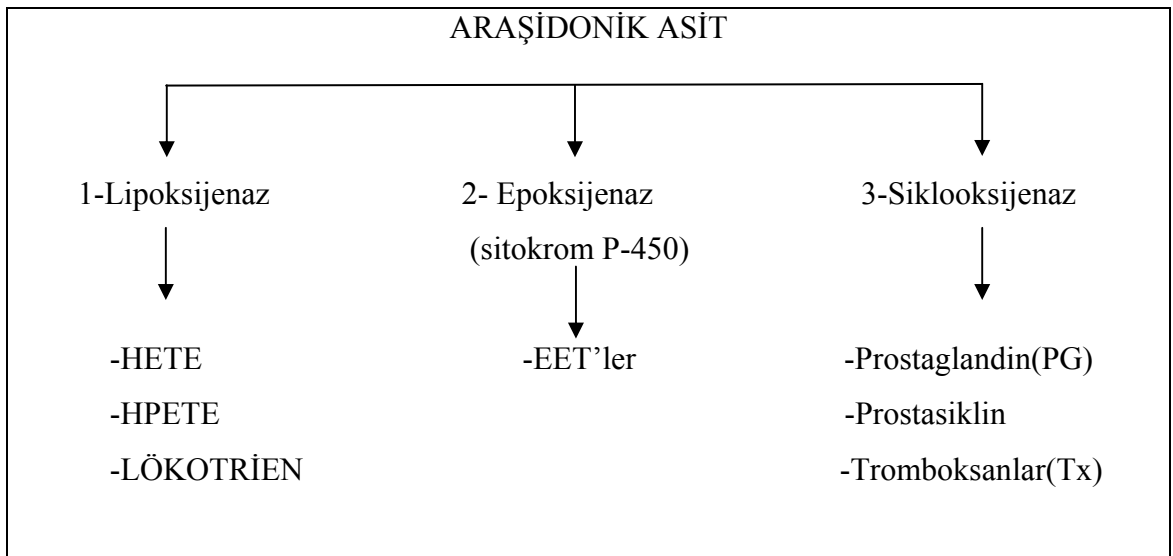 ARAŞİDONİK ASİT
1-Lipoksijenaz
2- Epoksijenaz
(sitokrom P-450)
3-Siklooksijenaz
-HETE
-HPETE
-LÖKOTRİEN
-EET’ler
-Prostaglandin(PG)
-Prostasiklin
-Tromboksanlar(Tx)